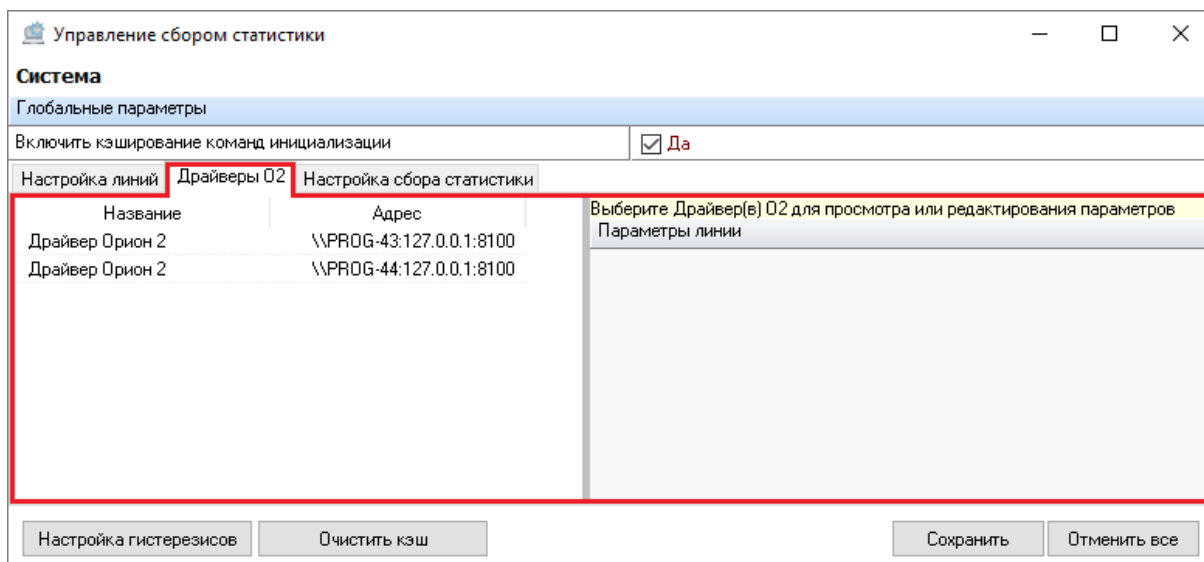 Управление сбором статистики
Система
Глобальные параметры
Включить кэширование команд инициализации Да
Настройка линий Драйверы О2 Настройка сбора статистики
Название Адрес Выберите Драйвер(в) О2 для просмотра или редактирования параметров
Параметры линии
Драйвер Орион 2 \\PROG-43:127.0.0.1:8100
Драйвер Орион 2 \\PROG-44:127.0.0.1:8100
Настройка гистерезисов Очистить кэш Сохранить Отменить все